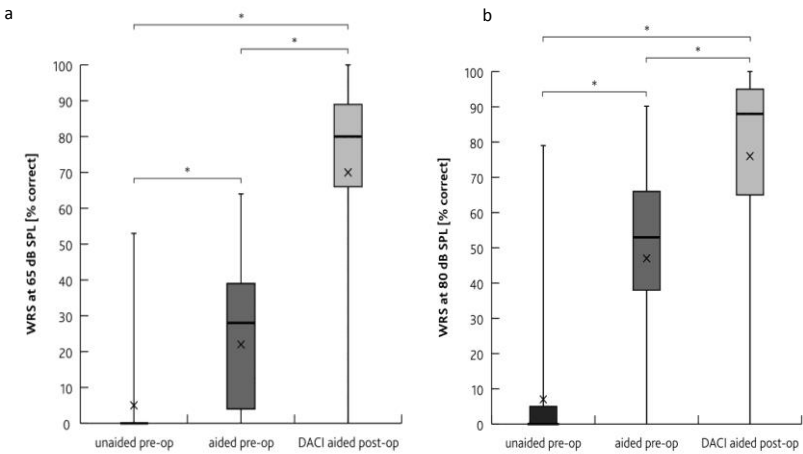 a
*
*
*
WRS at 65 dB SPL [% correct]
100
90
80
70
60
50
40
30
20
10
0
unaided pre-op
aided pre-op
DACI aided post-op
b
*
*
*
WRS at 80 dB SPL [% correct]
100
90
80
70
60
50
40
30
20
10
0
unaided pre-op
aided pre-op
DACI aided post-op